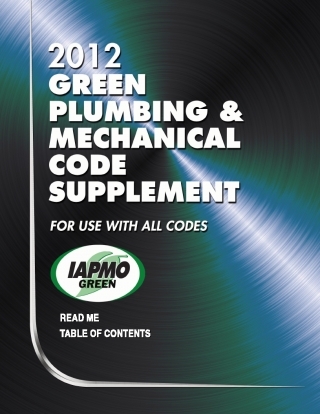 2012
GREEN
PLUMBING &
MECHANICAL
CODE
SUPPLEMENT
FOR USE WITH ALL CODES
IAPMO
GREEN
READ ME
TABLE OF CONTENTS